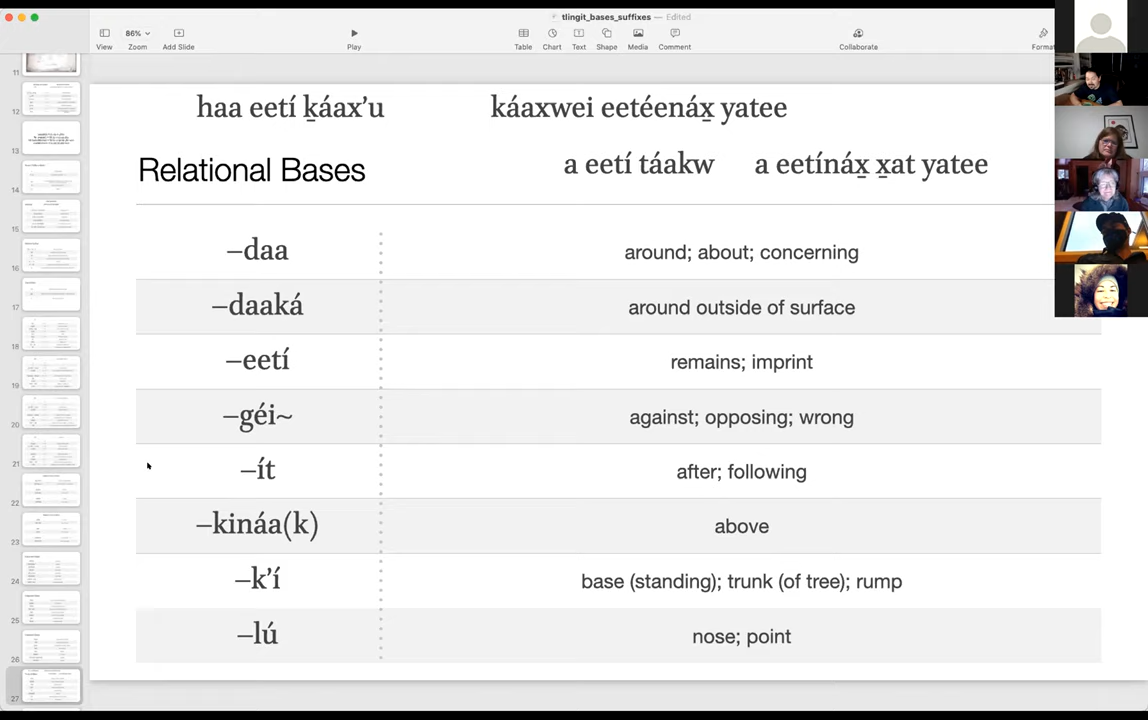 tlingit_bases_suffixes — Edited
86%
View Zoom Add Slide Play Table Chart Text Shape Media Comment Collaborate Format
11
12
13
14
15
16
17
18
19
20
21
22
23
24
25
26
27
haa eetí ḵáax’u káaxwei eetéenáx̱ yatee
Relational Bases a eetí táakw a eetínáx̱ x̱at yatee
–daa around; about; concerning
–daaká around outside of surface
–eetí remains; imprint
–géi~ against; opposing; wrong
–ít after; following
–kináa(k) above
–k’í base (standing); trunk (of tree); rump
–lú nose; point